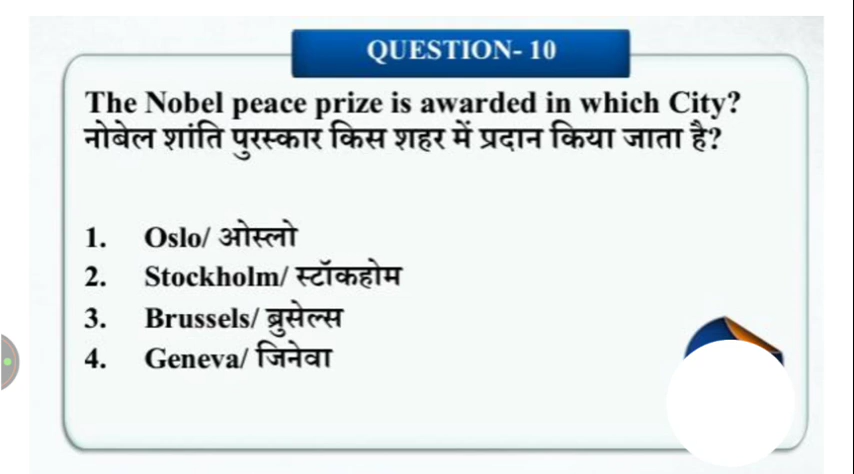 QUESTION- 10
The Nobel peace prize is awarded in which City?
नोबेल शांति पुरस्कार किस शहर में प्रदान किया जाता है?
1. Oslo/ ओस्लो
2. Stockholm/ स्टॉकहोम
3. Brussels/ ब्रुसेल्स
4. Geneva/ जिनेवा